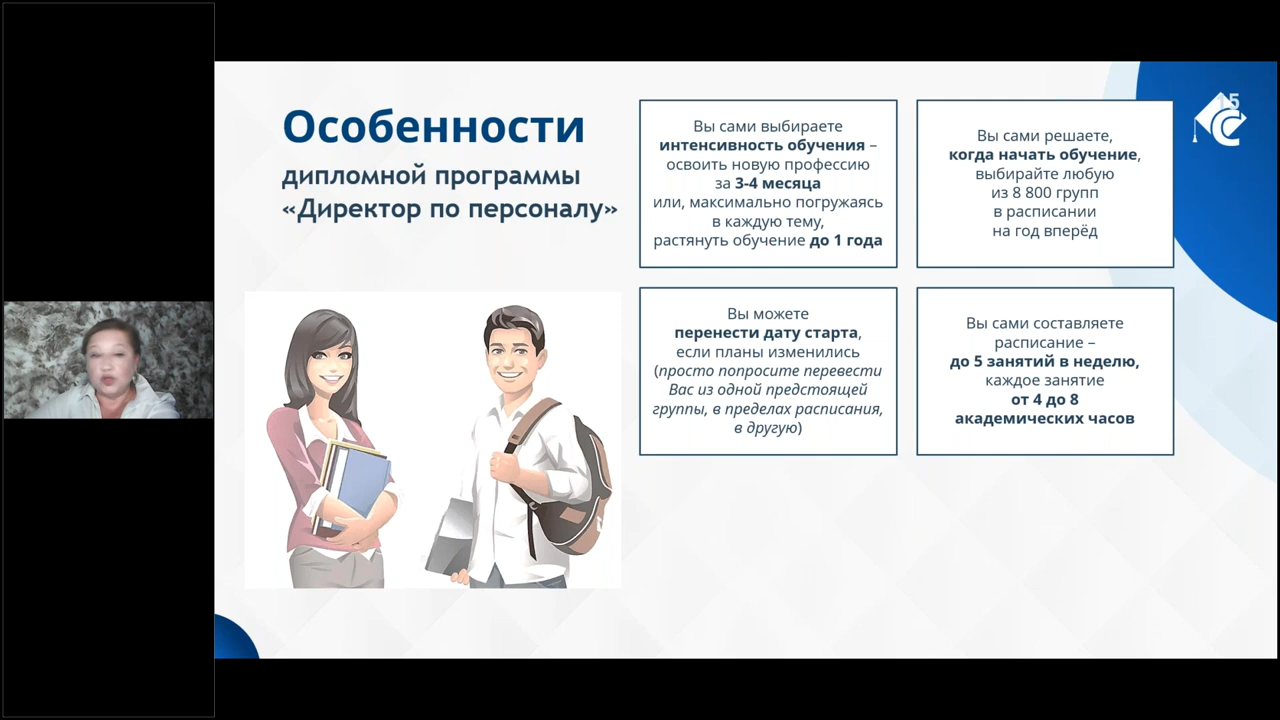 Особенности
дипломной программы
«Директор по персоналу»
Вы сами выбираете
интенсивность обучения –
освоить новую профессию
за 3-4 месяца
или, максимально погружаясь
в каждую тему,
растянуть обучение до 1 года
Вы сами решаете,
когда начать обучение,
выбирайте любую
из 8 800 групп
в расписании
на год вперёд
Вы можете
перенести дату старта,
если планы изменились
(просто попросите перевести
Вас из одной предстоящей
группы, в пределах расписания,
в другую)
Вы сами составляете
расписание –
до 5 занятий в неделю,
каждое занятие
от 4 до 8
академических часов